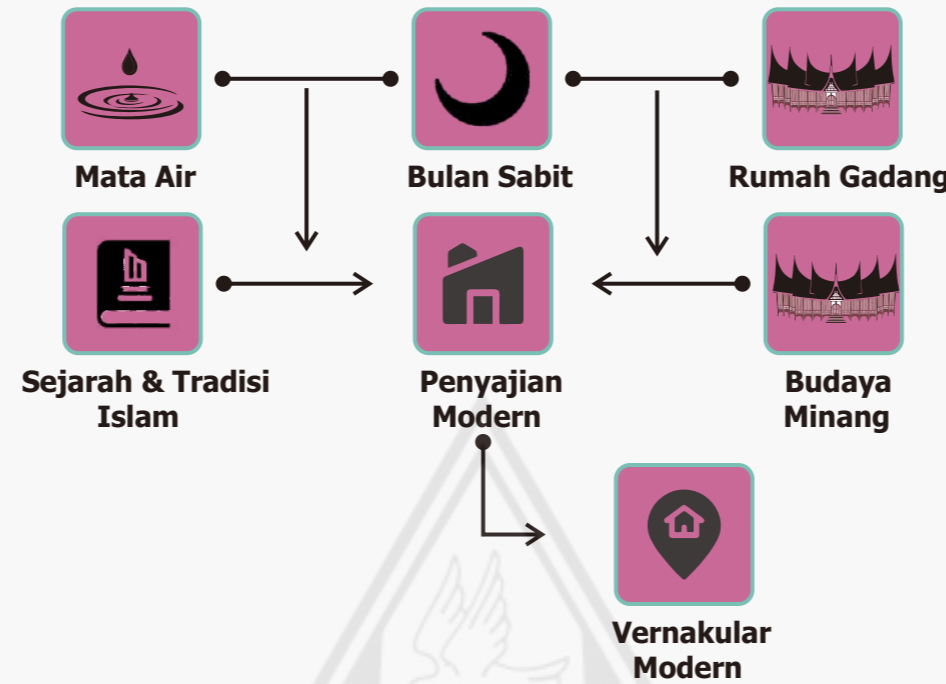 Mata Air
Bulan Sabit
Rumah Gadang
Sejarah & Tradisi
Islam
Penyajian
Modern
Budaya
Minang
Vernakular
Modern